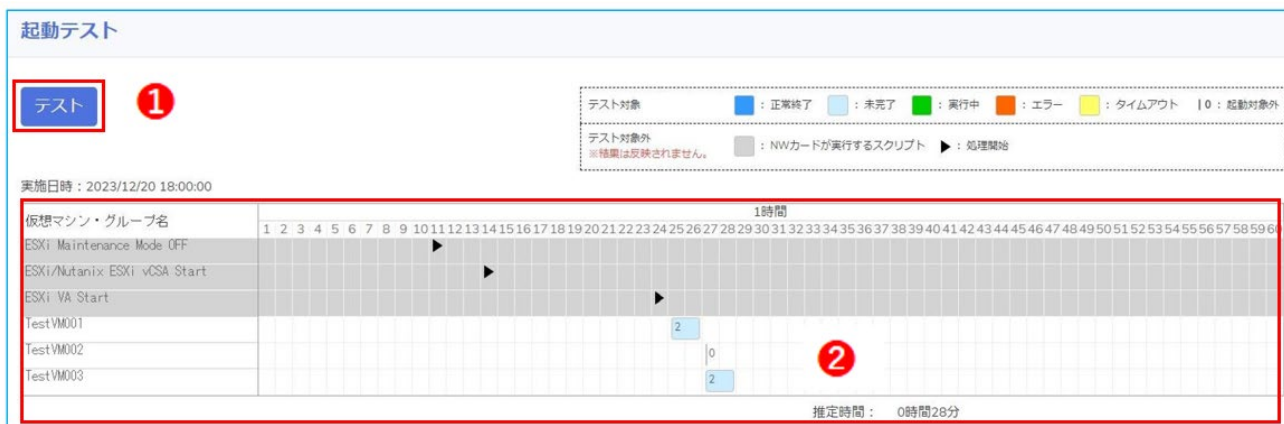 起動テスト
テスト
1
テスト対象 : 正常終了 : 未完了 : 実行中 : エラー : タイムアウト |0 : 起動対象外
テスト対象外
※結果は反映されません。
: NWカードが実行するスクリプト ▶ : 処理開始
実施日時：2023/12/20 18:00:00
仮想マシン・グループ名
1時間
1 2 3 4 5 6 7 8 9 10 11 12 13 14 15 16 17 18 19 20 21 22 23 24 25 26 27 28 29 30 31 32 33 34 35 36 37 38 39 40 41 42 43 44 45 46 47 48 49 50 51 52 53 54 55 56 57 58 59 60
ESXi Maintenance Mode OFF
ESXi/Nutanix ESXi vCSA Start
ESXi VA Start
TestVM001 2
TestVM002 0
TestVM003 2
2
推定時間： 0時間28分